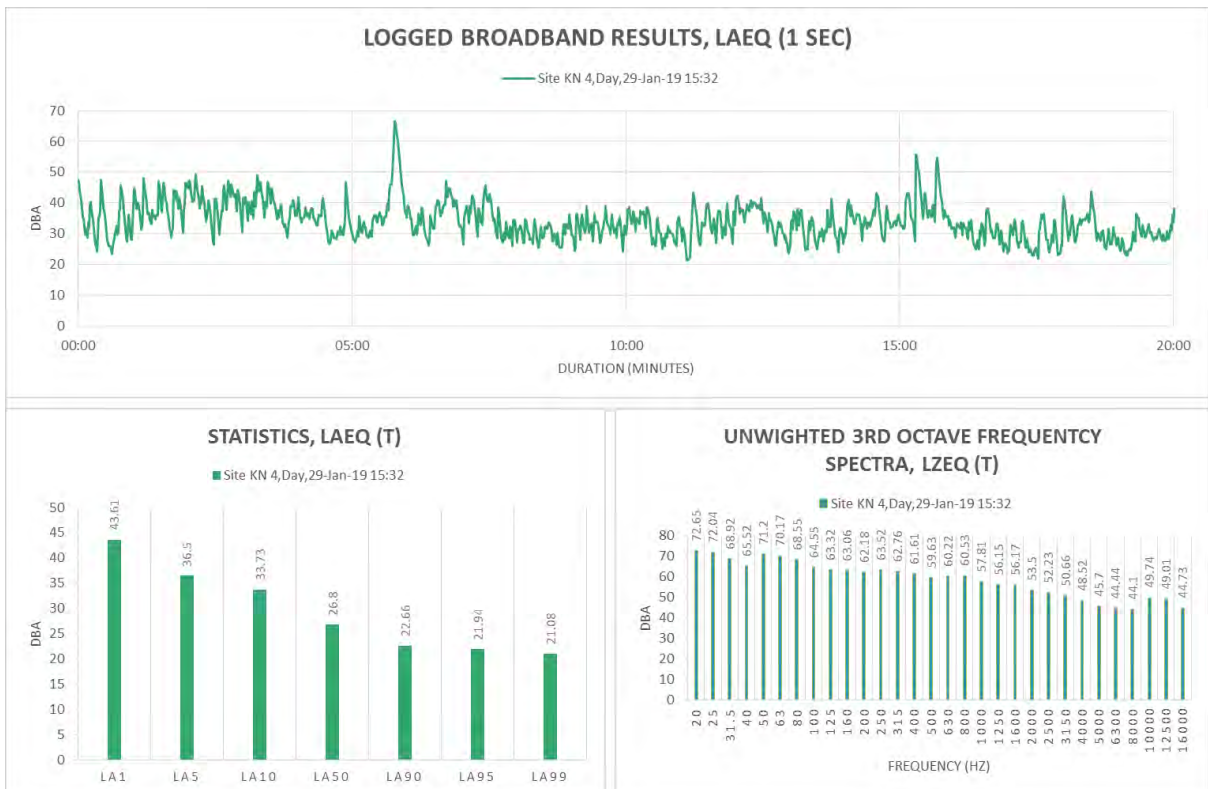 LOGGED BROADBAND RESULTS, LAEQ (1 SEC)
Site KN 4,Day,29-Jan-19 15:32
70
60
50
40
30
20
10
0
DBA
00:00 05:00 10:00 15:00 20:00
DURATION (MINUTES)
STATISTICS, LAEQ (T)
Site KN 4,Day,29-Jan-19 15:32
50
45
40
35
30
25
20
15
10
5
0
DBA
43.61 36.5 33.73 26.8 22.66 21.94 21.08
LA1 LA5 LA10 LA50 LA90 LA95 LA99
UNWIGHTED 3RD OCTAVE FREQUENTCY
SPECTRA, LZEQ (T)
Site KN 4,Day,29-Jan-19 15:32
80
70
60
50
40
30
20
10
0
DBA
72.65 72.04 68.92 65.52 71.2 70.17 68.55 64.55 63.32 63.06 62.18 63.52 62.76 61.61 59.63 60.22 60.53 57.81 56.15 56.17 53.5 52.23 50.66 48.52 45.7 44.44 44.1 49.74 49.01 44.73
20 25 31.5 40 50 63 80 100 125 160 200 250 315 400 500 630 800 1000 1250 1600 2000 2500 3150 4000 5000 6300 8000 10000 12500 16000
FREQUENCY (HZ)